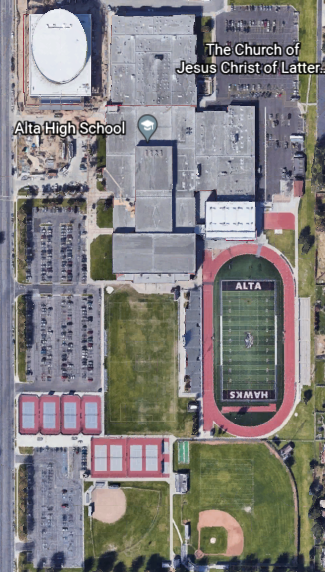 The Church of
Jesus Christ of Latter...
Alta High School
ALTA
HAWKS